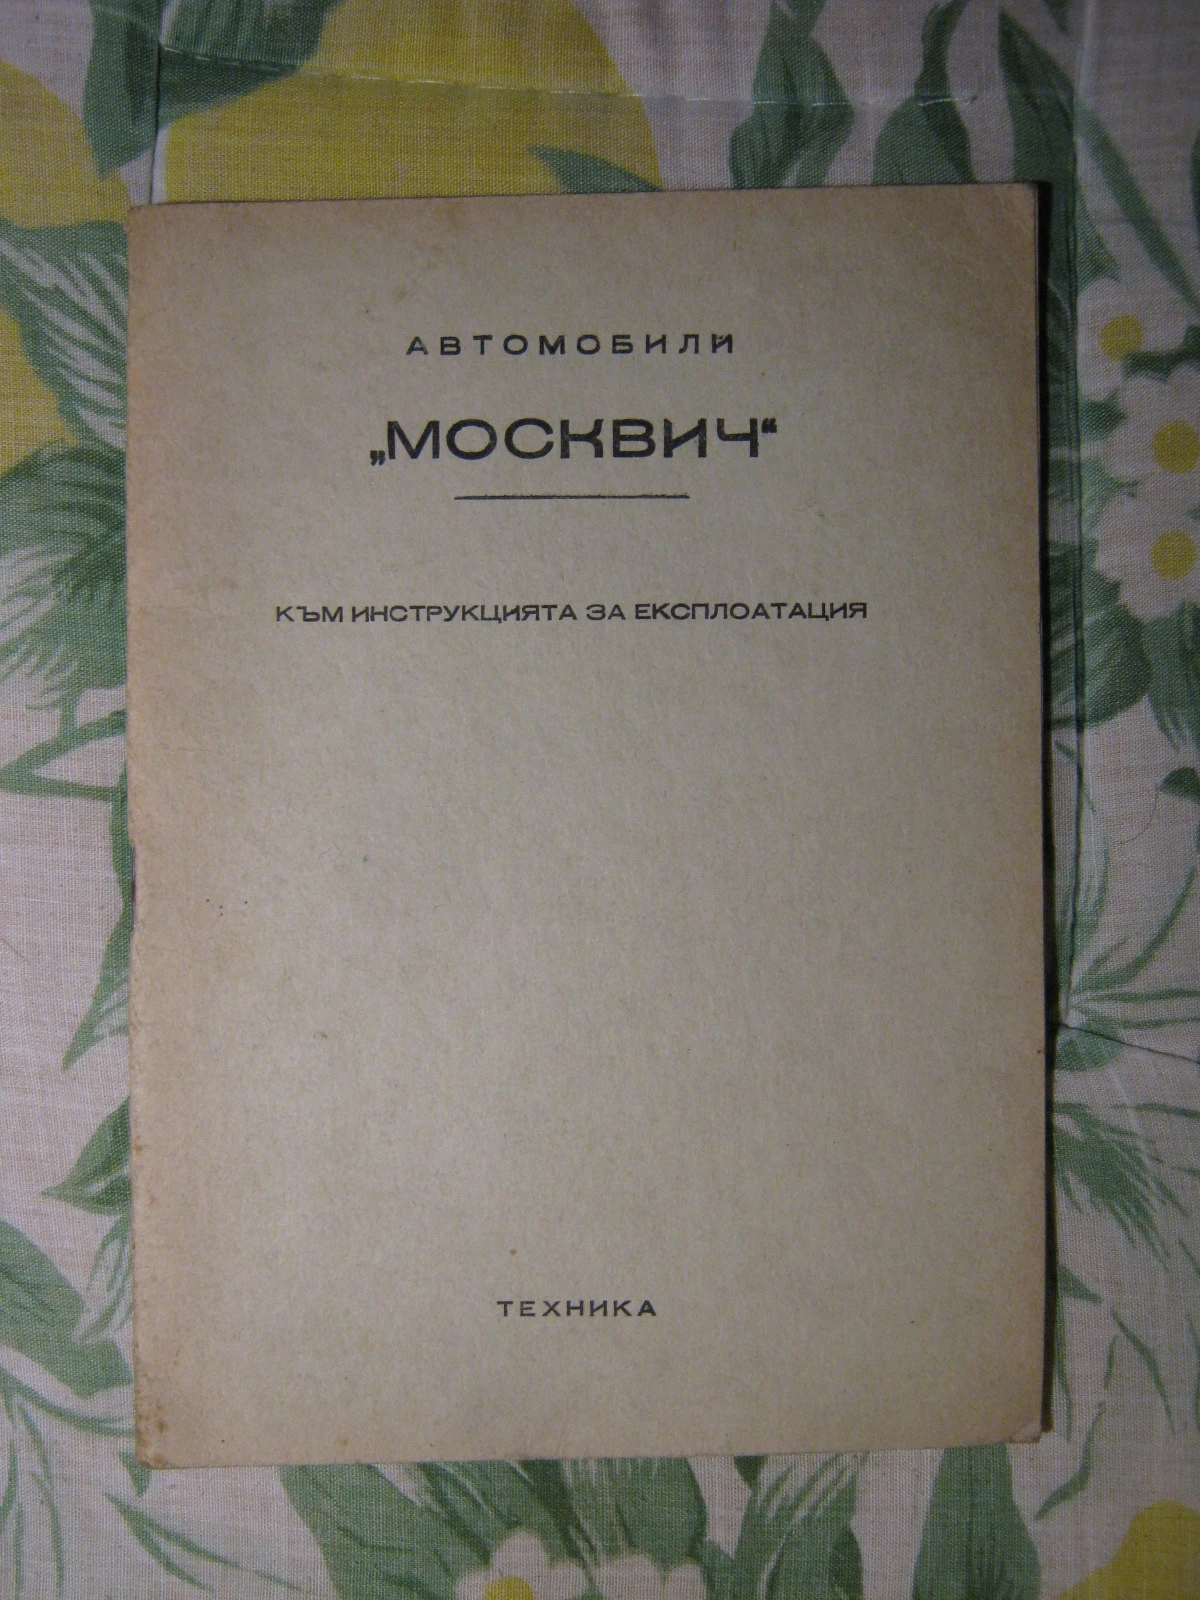 АВТОМОБИЛИ
„МОСКВИЧ“
КЪМ ИНСТРУКЦИЯТА ЗА ЕКСПЛОАТАЦИЯ
ТЕХНИКА